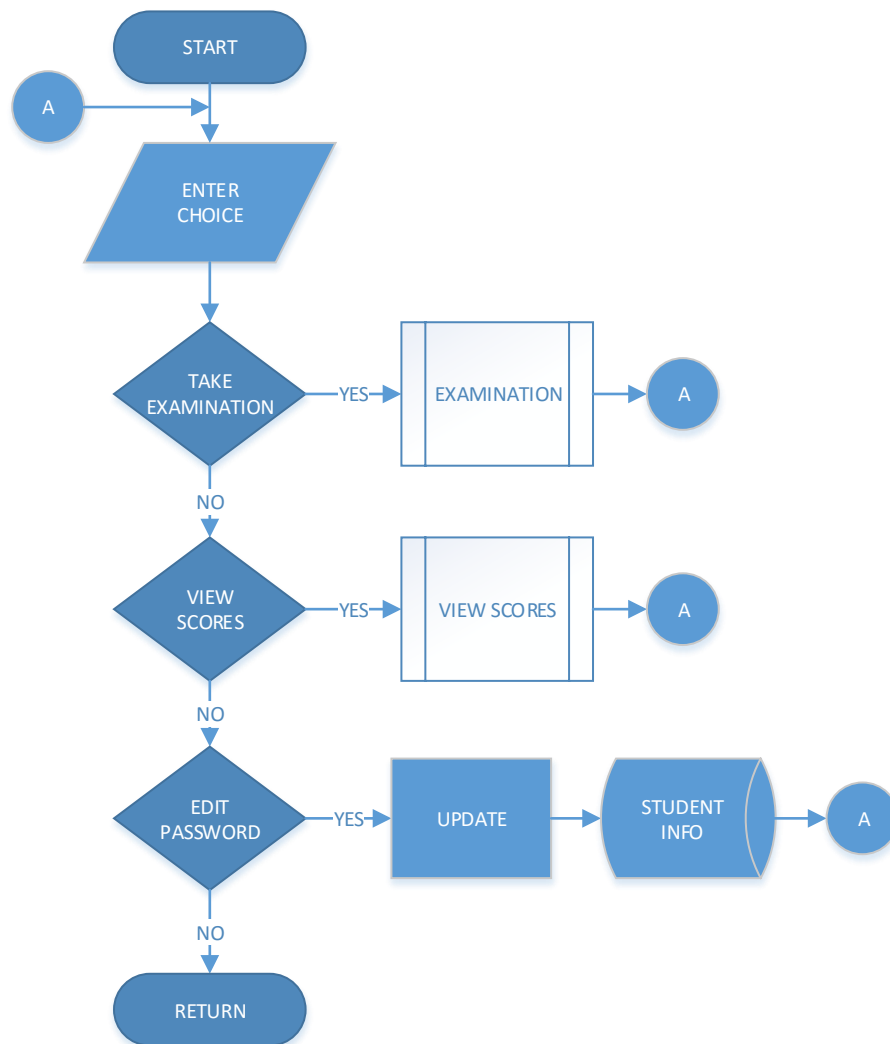 START
A
ENTER
CHOICE
TAKE
EXAMINATION
YES
EXAMINATION
A
NO
VIEW
SCORES
YES
VIEW SCORES
A
NO
EDIT
PASSWORD
YES
UPDATE
STUDENT
INFO
A
NO
RETURN